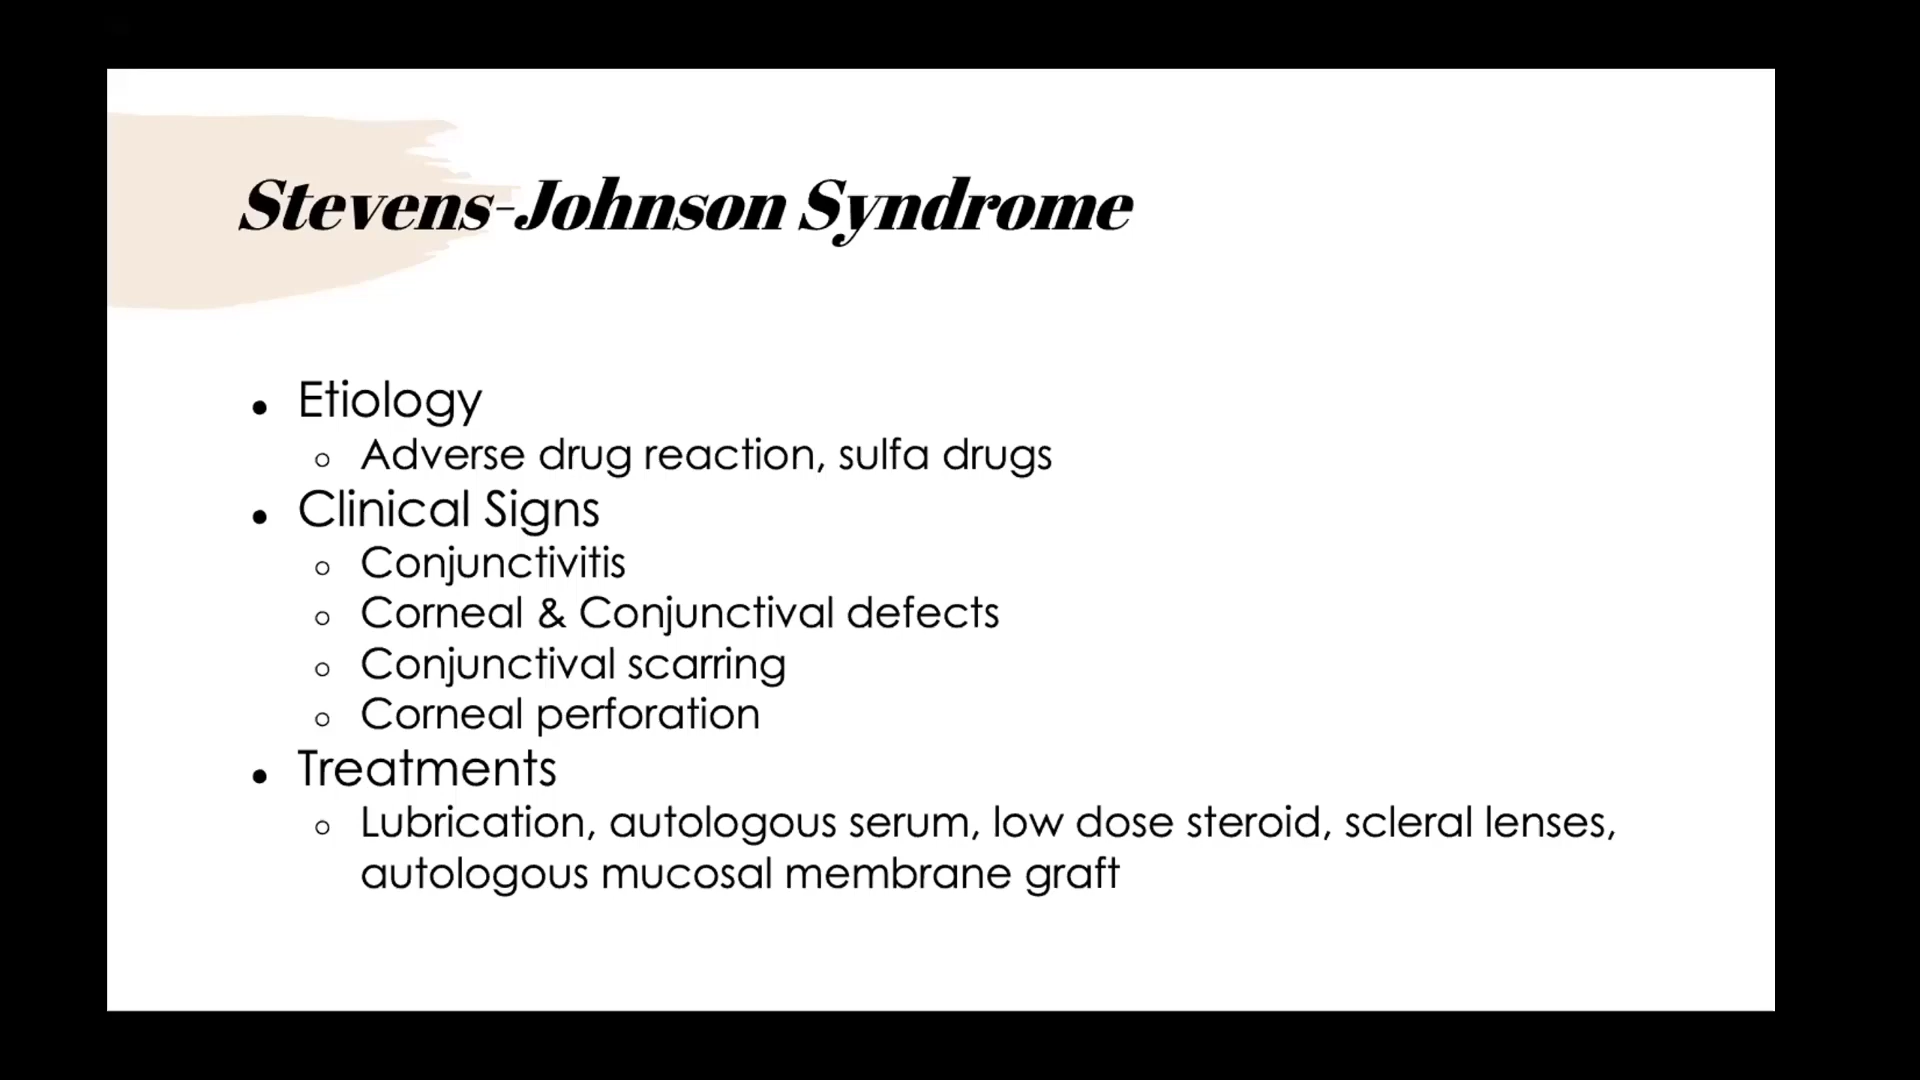 Stevens-Johnson Syndrome
• Etiology
○ Adverse drug reaction, sulfa drugs
• Clinical Signs
○ Conjunctivitis
○ Corneal & Conjunctival defects
○ Conjunctival scarring
○ Corneal perforation
• Treatments
○ Lubrication, autologous serum, low dose steroid, scleral lenses,
autologous mucosal membrane graft